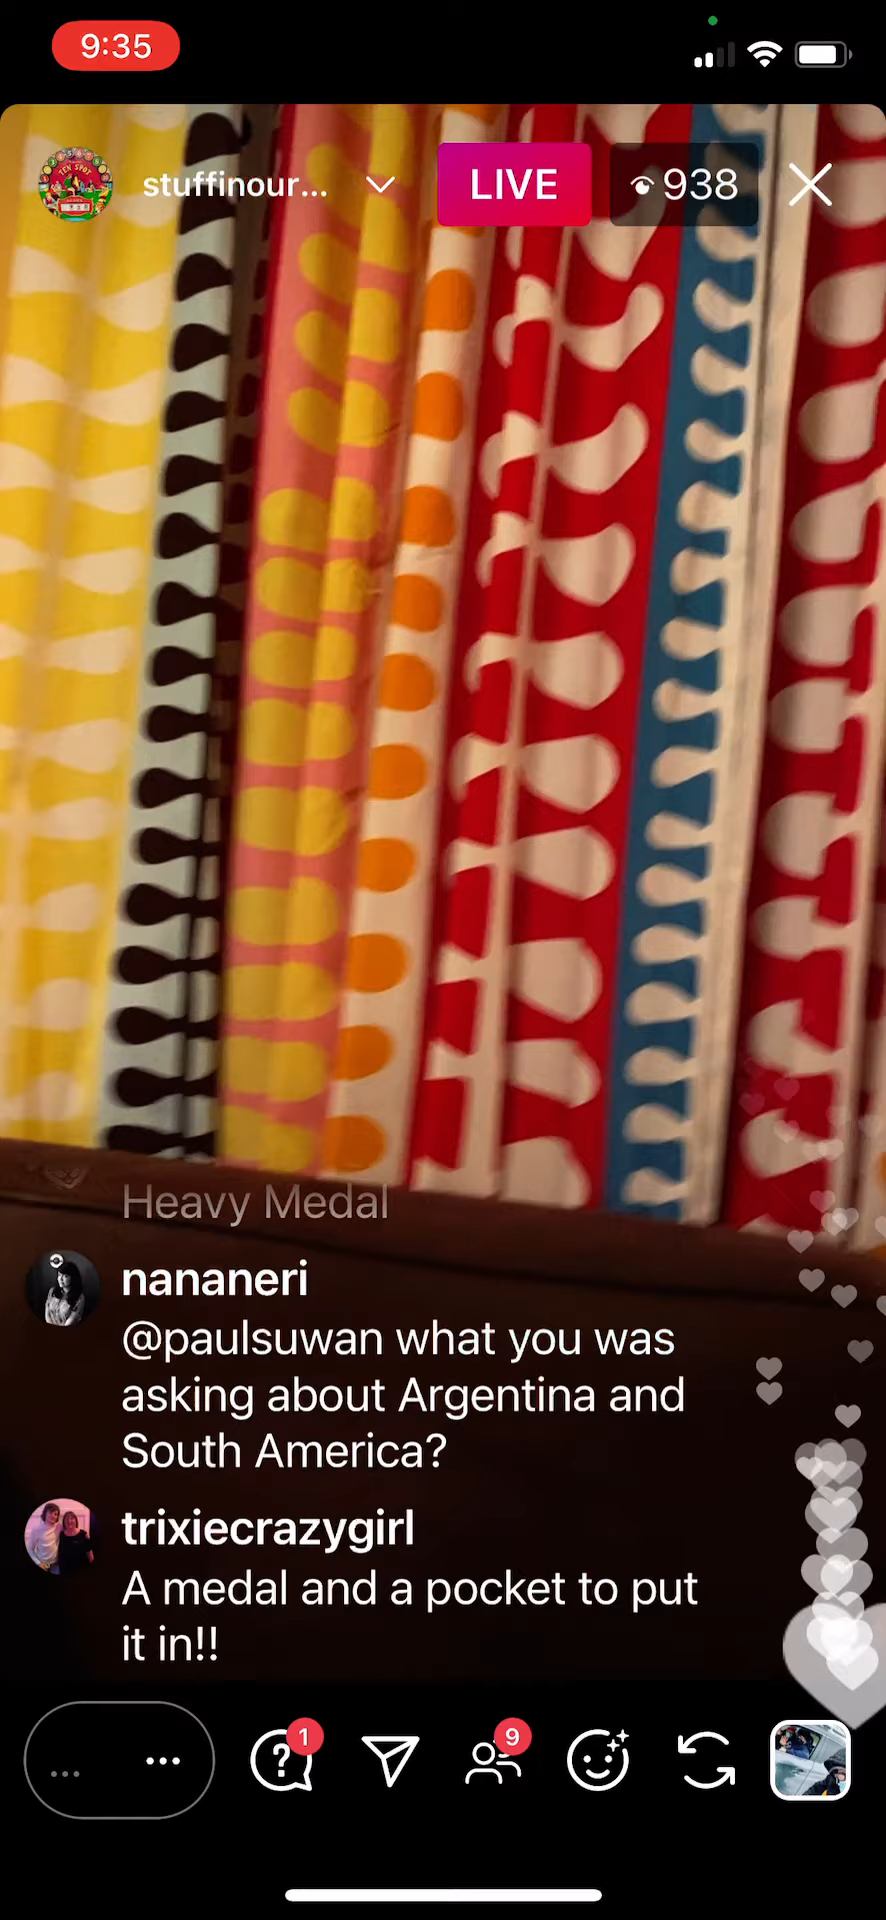 9:35
stuffinour...
LIVE
938
Heavy Medal
nananeri
@paulsuwan what you was
asking about Argentina and
South America?
trixiecrazygirl
A medal and a pocket to put
it in!!
...
...
1
9